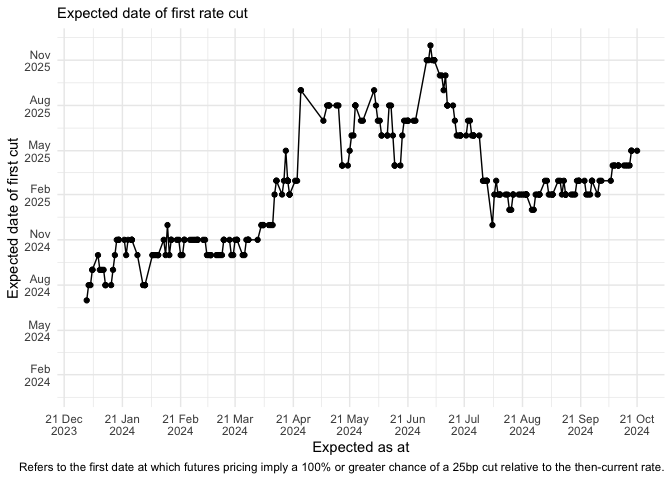 Expected date of first rate cut
Expected date of first cut
Nov
2025
Aug
2025
May
2025
Feb
2025
Nov
2024
Aug
2024
May
2024
Feb
2024
21 Dec 21 Jan 21 Feb 21 Mar 21 Apr 21 May 21 Jun 21 Jul 21 Aug 21 Sep 21 Oct
2023 2024 2024 2024 2024 2024 2024 2024 2024 2024 2024
Expected as at
Refers to the first date at which futures pricing imply a 100% or greater chance of a 25bp cut relative to the then-current rate.